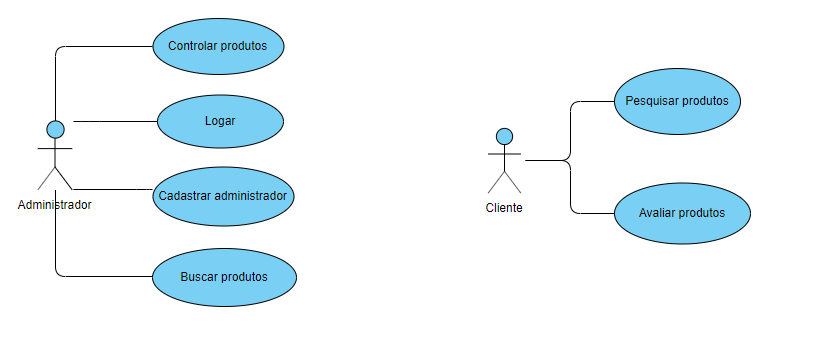 Controlar produtos
Logar
Cadastrar administrador
Administrador
Buscar produtos
Pesquisar produtos
Cliente
Avaliar produtos